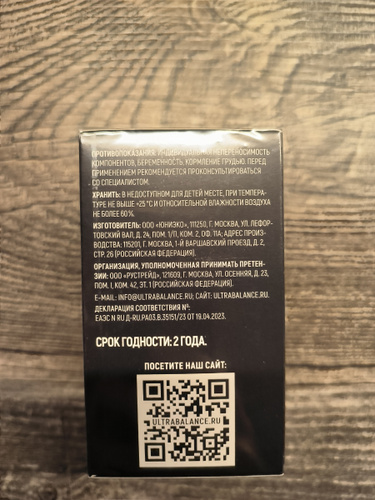 ПРОТИВОПОКАЗАНИЯ: ИНДИВИДУАЛЬНАЯ НЕПЕРЕНОСИМОСТЬ
КОМПОНЕНТОВ, БЕРЕМЕННОСТЬ, КОРМЛЕНИЕ ГРУДЬЮ. ПЕРЕД
ПРИМЕНЕНИЕМ РЕКОМЕНДУЕТСЯ ПРОКОНСУЛЬТИРОВАТЬСЯ
СО СПЕЦИАЛИСТОМ.
ХРАНИТЬ: В НЕДОСТУПНОМ ДЛЯ ДЕТЕЙ МЕСТЕ, ПРИ ТЕМПЕРА-
ТУРЕ НЕ ВЫШЕ +25 °С И ОТНОСИТЕЛЬНОЙ ВЛАЖНОСТИ ВОЗДУХА
НЕ БОЛЕЕ 60%.
ИЗГОТОВИТЕЛЬ: ООО «ЮНИЭКО», 111250, Г. МОСКВА, УЛ. ЛЕФОР-
ТОВСКИЙ ВАЛ, Д. 24, ПОМ. 1/П, КОМ. 2, ОФ. 11А; АДРЕС ПРОИЗ-
ВОДСТВА: 115201, Г. МОСКВА, 1-Й ВАРШАВСКИЙ ПРОЕЗД, Д. 2,
СТР. 26 (РОССИЙСКАЯ ФЕДЕРАЦИЯ).
ОРГАНИЗАЦИЯ, УПОЛНОМОЧЕННАЯ ПРИНИМАТЬ ПРЕТЕН-
ЗИИ: ООО «РУСТРЕЙД», 121609, Г. МОСКВА, УЛ. ОСЕННЯЯ, Д. 23,
ПОМ. I, КОМ. 42, ЭТ. 1 (РОССИЙСКАЯ ФЕДЕРАЦИЯ).
E-MAIL: INFO@ULTRABALANCE.RU; САЙТ: ULTRABALANCE.RU.
ДЕКЛАРАЦИЯ СООТВЕТСТВИЯ №:
ЕАЭС N RU Д-RU.РА03.В.35151/23 ОТ 19.04.2023.
СРОК ГОДНОСТИ: 2 ГОДА.
ПОСЕТИТЕ НАШ САЙТ:
ULTRABALANCE.RU